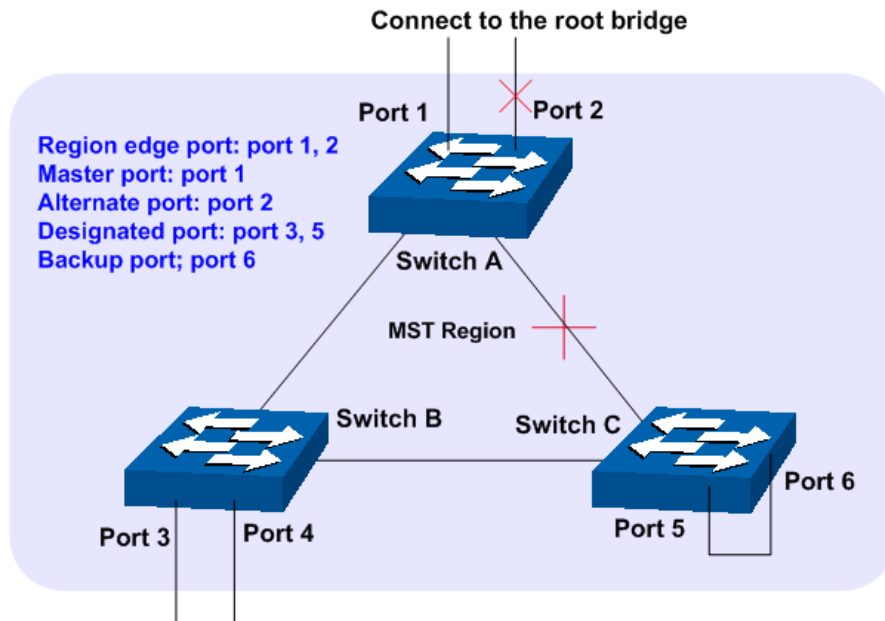 Connect to the root bridge
Port 1
Port 2
Region edge port: port 1, 2
Master port: port 1
Alternate port: port 2
Designated port: port 3, 5
Backup port; port 6
Switch A
MST Region
Switch B
Switch C
Port 3
Port 4
Port 5
Port 6